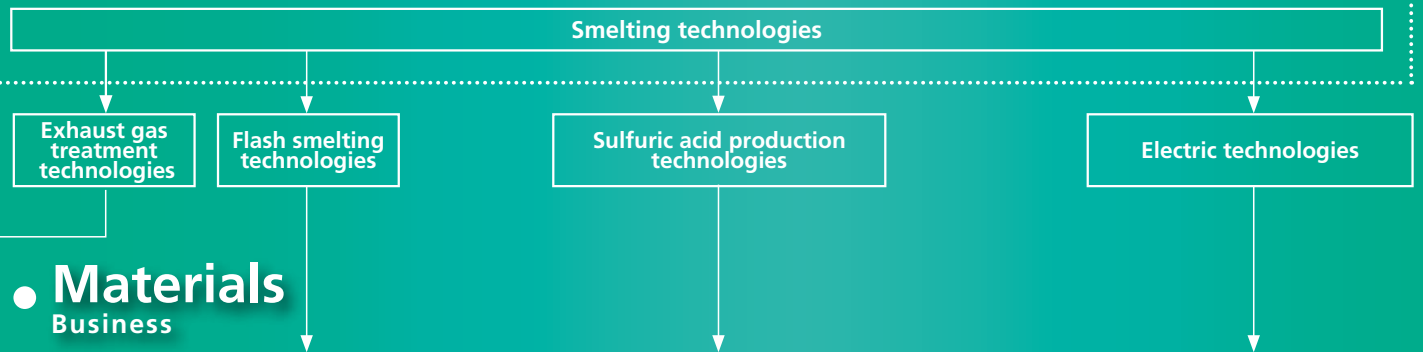 Smelting technologies
Exhaust gas
treatment
technologies
Flash smelting
technologies
Sulfuric acid production
technologies
Electric technologies
• Materials
Business